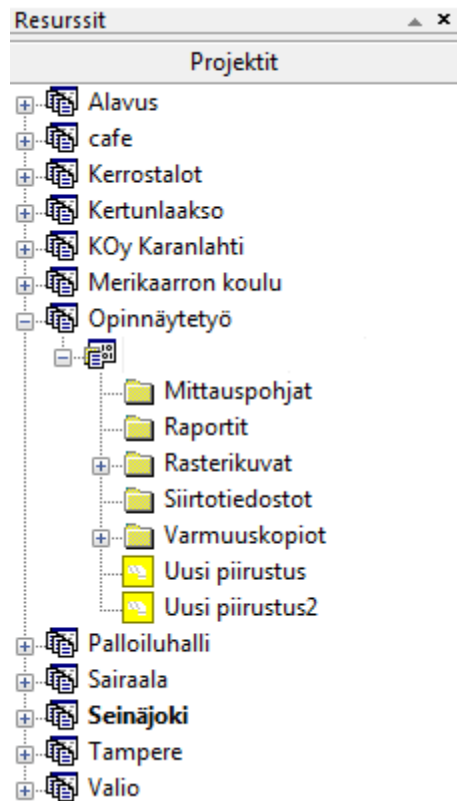 Resurssit
Projektit
Alavus
cafe
Kerrostalot
Kertunlaakso
KOy Karanlahti
Merikaarron koulu
Opinnäytetyö
Mittauspohjat
Raportit
Rasterikuvat
Siirtotiedostot
Varmuuskopiot
Uusi piirustus
Uusi piirustus2
Palloiluhalli
Sairaala
Seinäjoki
Tampere
Valio